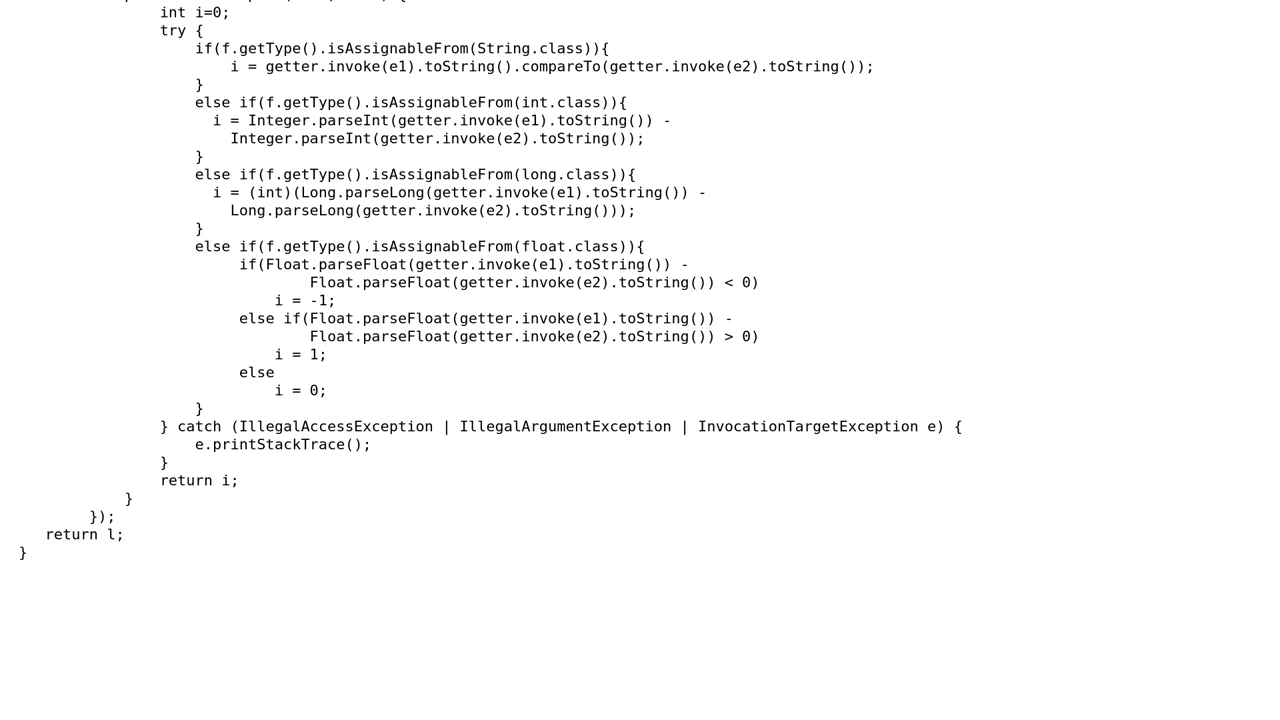 int i=0;
try {
if(f.getType().isAssignableFrom(String.class)){
i = getter.invoke(e1).toString().compareTo(getter.invoke(e2).toString());
}
else if(f.getType().isAssignableFrom(int.class)){
i = Integer.parseInt(getter.invoke(e1).toString()) -
Integer.parseInt(getter.invoke(e2).toString());
}
else if(f.getType().isAssignableFrom(long.class)){
i = (int)(Long.parseLong(getter.invoke(e1).toString()) -
Long.parseLong(getter.invoke(e2).toString()));
}
else if(f.getType().isAssignableFrom(float.class)){
if(Float.parseFloat(getter.invoke(e1).toString()) -
Float.parseFloat(getter.invoke(e2).toString()) < 0)
i = -1;
else if(Float.parseFloat(getter.invoke(e1).toString()) -
Float.parseFloat(getter.invoke(e2).toString()) > 0)
i = 1;
else
i = 0;
}
} catch (IllegalAccessException | IllegalArgumentException | InvocationTargetException e) {
e.printStackTrace();
}
return i;
}
});
return l;
}